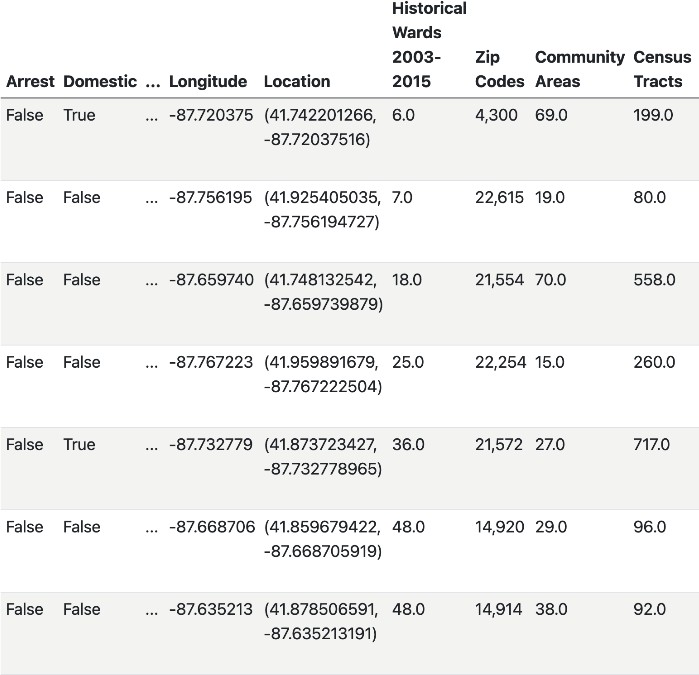 Historical
Wards
2003- Zip Community Census
Arrest Domestic ... Longitude Location 2015 Codes Areas Tracts
False True ... -87.720375 (41.742201266, 6.0 4,300 69.0 199.0
-87.72037516)
False False ... -87.756195 (41.925405035, 7.0 22,615 19.0 80.0
-87.756194727)
False False ... -87.659740 (41.748132542, 18.0 21,554 70.0 558.0
-87.659739879)
False False ... -87.767223 (41.959891679, 25.0 22,254 15.0 260.0
-87.767222504)
False True ... -87.732779 (41.873723427, 36.0 21,572 27.0 717.0
-87.732778965)
False False ... -87.668706 (41.859679422, 48.0 14,920 29.0 96.0
-87.668705919)
False False ... -87.635213 (41.878506591, 48.0 14,914 38.0 92.0
-87.635213191)